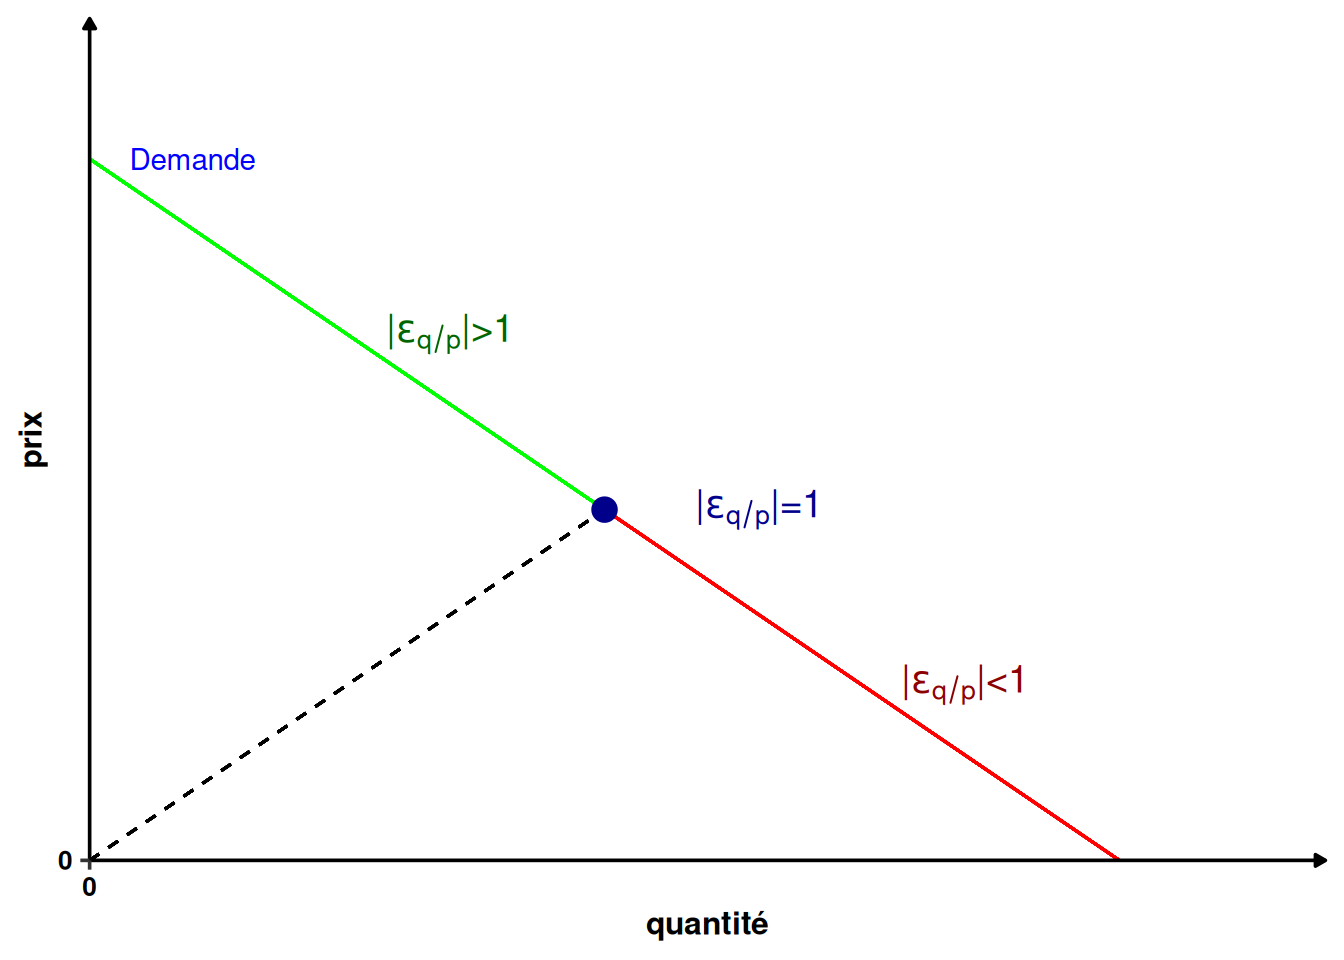 Demande
|εq/p|>1
prix
|εq/p|=1
|εq/p|<1
0
0
quantité